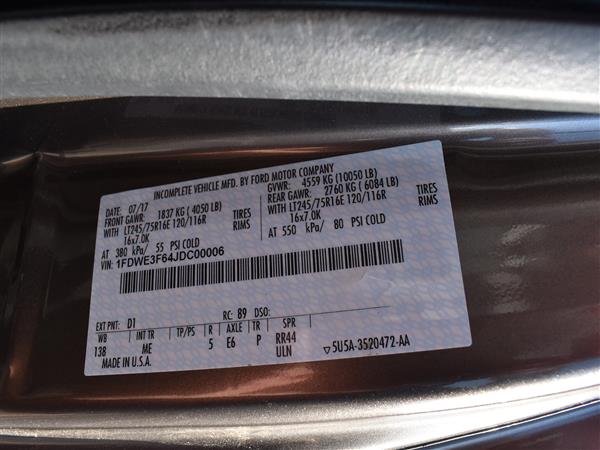 INCOMPLETE VEHICLE MFD. BY FORD MOTOR COMPANY
DATE: 07/17 GVWR: 4559 KG (10050 LB)
FRONT GAWR: 1837 KG (4050 LB) REAR GAWR: 2760 KG (6084 LB)
WITH LT245/75R16E 120/116R TIRES WITH LT245/75R16E 120/116R TIRES
16x7.0K RIMS 16x7.0K RIMS
AT 380 kPa/ 55 PSI COLD AT 550 kPa/ 80 PSI COLD
VIN: 1FDWE3F64JDC00006
EXT PNT: D1 RC: 89 DSO:
WB INT TR TP/PS R AXLE TR SPR
138 ME 5 E6 P RR44
MADE IN U.S.A. ULN ▽5U5A-3520472-AA